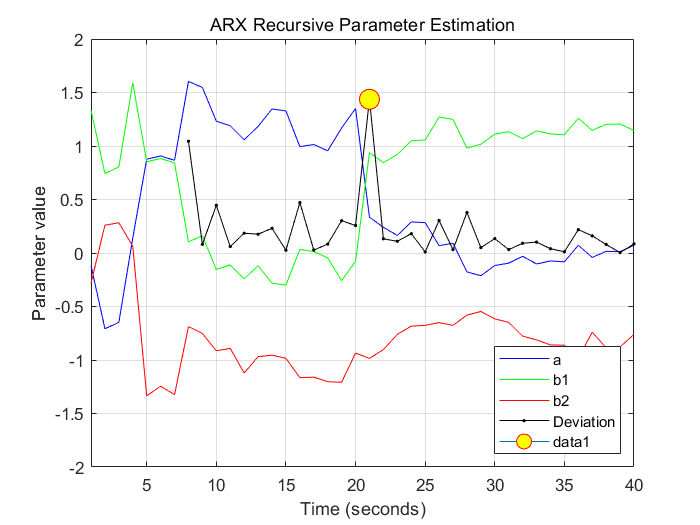 ARX Recursive Parameter Estimation
Parameter value
2
1.5
1
0.5
0
-0.5
-1
-1.5
-2
5
10
15
20
25
30
35
40
Time (seconds)
a
b1
b2
Deviation
data1